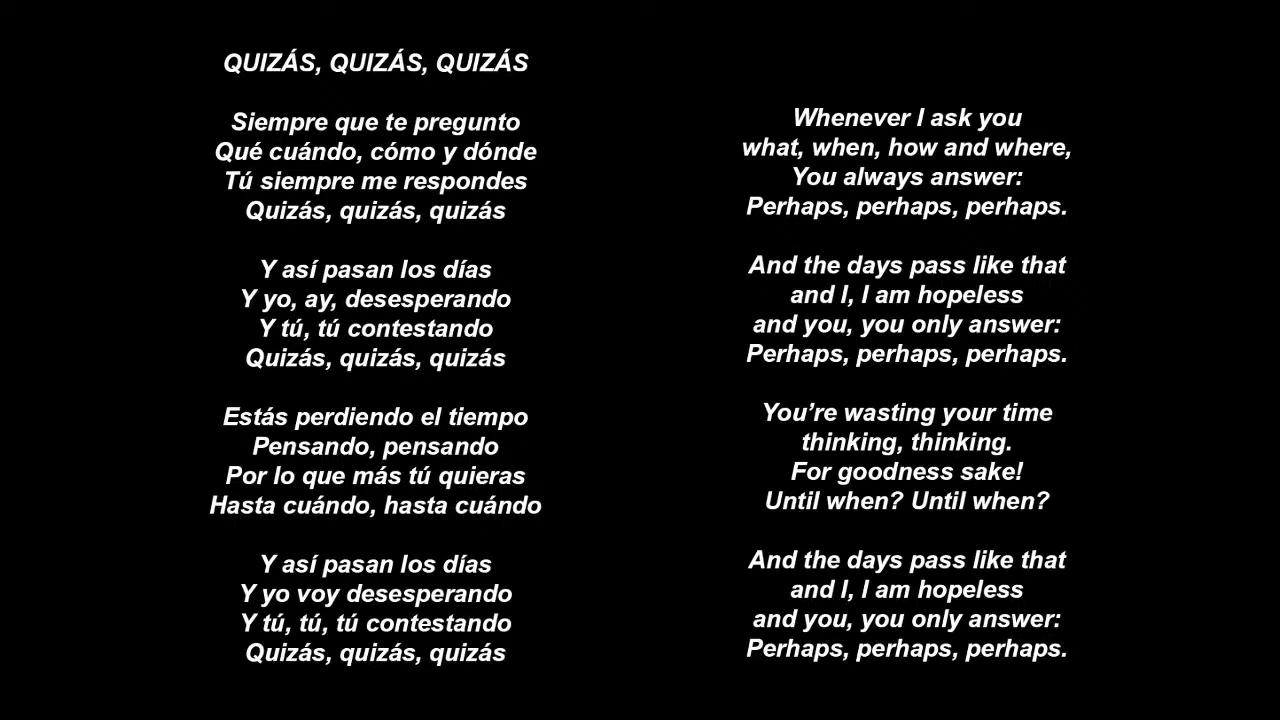 QUIZÁS, QUIZÁS, QUIZÁS
Siempre que te pregunto
Qué cuándo, cómo y dónde
Tú siempre me respondes
Quizás, quizás, quizás
Y así pasan los días
Y yo, ay, desesperando
Y tú, tú contestando
Quizás, quizás, quizás
Estás perdiendo el tiempo
Pensando, pensando
Por lo que más tú quieras
Hasta cuándo, hasta cuándo
Y así pasan los días
Y yo voy desesperando
Y tú, tú, tú contestando
Quizás, quizás, quizás
Whenever I ask you
what, when, how and where,
You always answer:
Perhaps, perhaps, perhaps.
And the days pass like that
and I, I am hopeless
and you, you only answer:
Perhaps, perhaps, perhaps.
You’re wasting your time
thinking, thinking.
For goodness sake!
Until when? Until when?
And the days pass like that
and I, I am hopeless
and you, you only answer:
Perhaps, perhaps, perhaps.